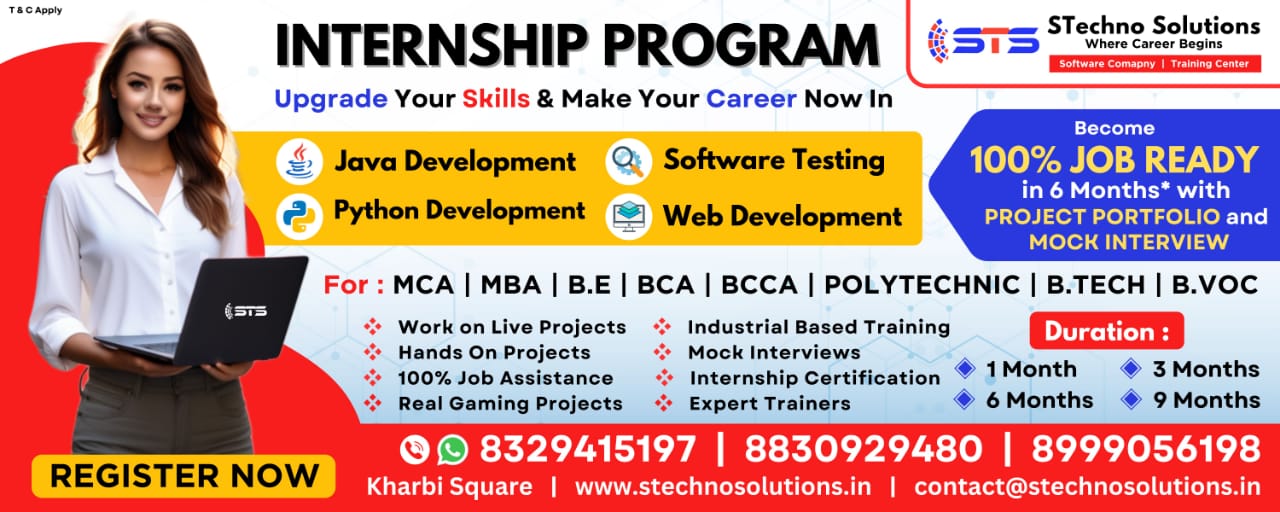 T & C Apply
INTERNSHIP PROGRAM
Upgrade Your Skills & Make Your Career Now In
STS
STechno Solutions
Where Career Begins
Software Comapny | Training Center
Java Development
Software Testing
Python Development
Web Development
Become
100% JOB READY
in 6 Months* with
PROJECT PORTFOLIO and
MOCK INTERVIEW
For : MCA | MBA | B.E | BCA | BCCA | POLYTECHNIC | B.TECH | B.VOC
STS
Work on Live Projects
Hands On Projects
100% Job Assistance
Real Gaming Projects
Industrial Based Training
Mock Interviews
Internship Certification
Expert Trainers
Duration :
1 Month
3 Months
6 Months
9 Months
REGISTER NOW
8329415197 | 8830929480 | 8999056198
Kharbi Square | www.stechnosolutions.in | contact@stechnosolutions.in